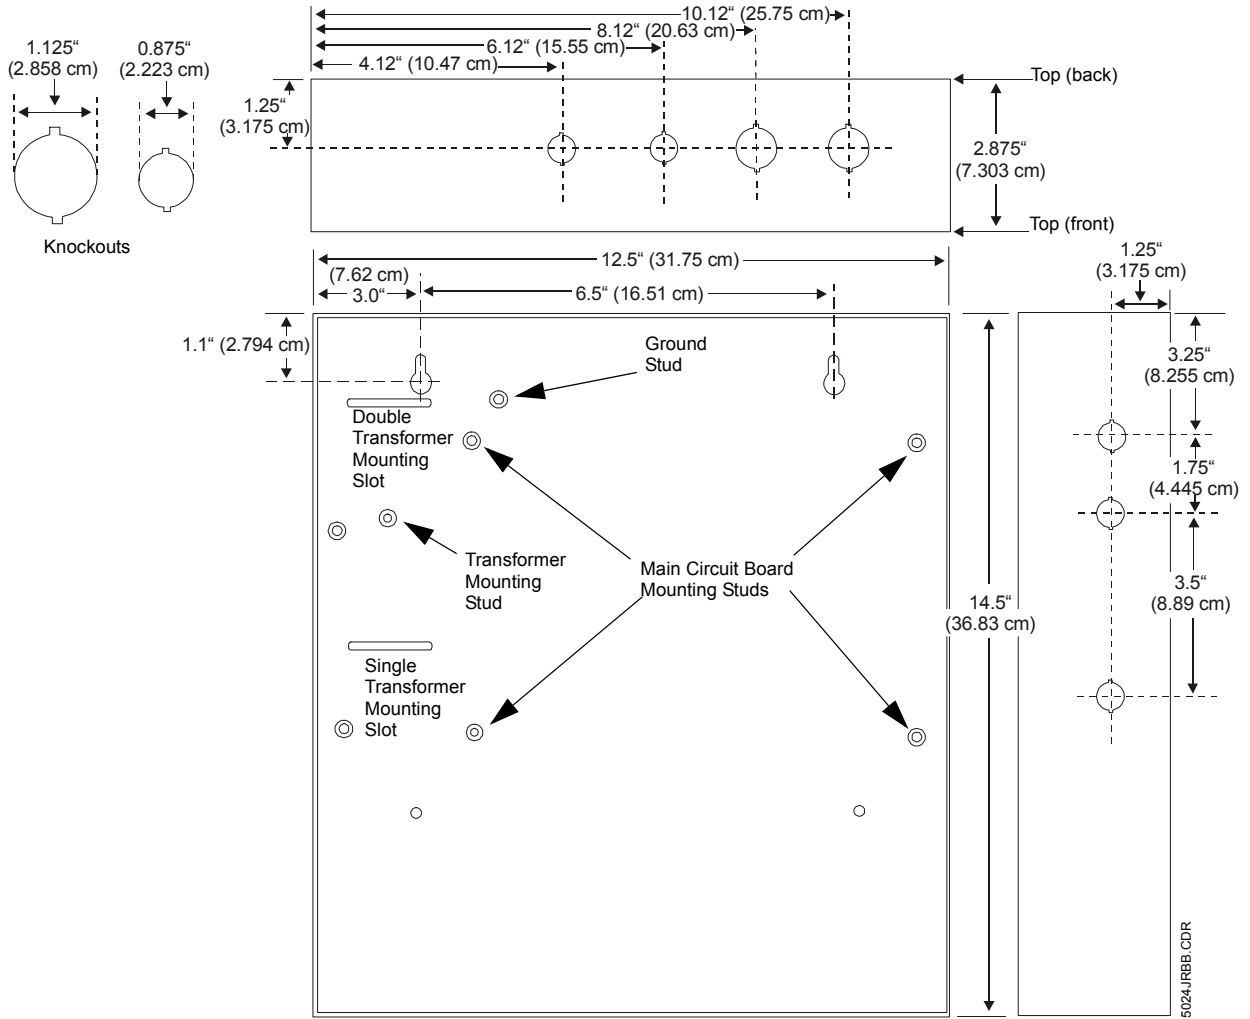 10.12“ (25.75 cm)
8.12“ (20.63 cm)
6.12“ (15.55 cm)
4.12“ (10.47 cm)
1.125“
(2.858 cm)
0.875“
(2.223 cm)
Knockouts
1.25“
(3.175 cm)
Top (back)
2.875“
(7.303 cm)
Top (front)
12.5“ (31.75 cm)
(7.62 cm)
3.0“
6.5“ (16.51 cm)
1.1“ (2.794 cm)
Ground
Stud
Double
Transformer
Mounting
Slot
Transformer
Mounting
Stud
Main Circuit Board
Mounting Studs
Single
Transformer
Mounting
Slot
14.5“
(36.83 cm)
1.25“
(3.175 cm)
3.25“
(8.255 cm)
1.75“
(4.445 cm)
3.5“
(8.89 cm)
5024JRBB.CDR